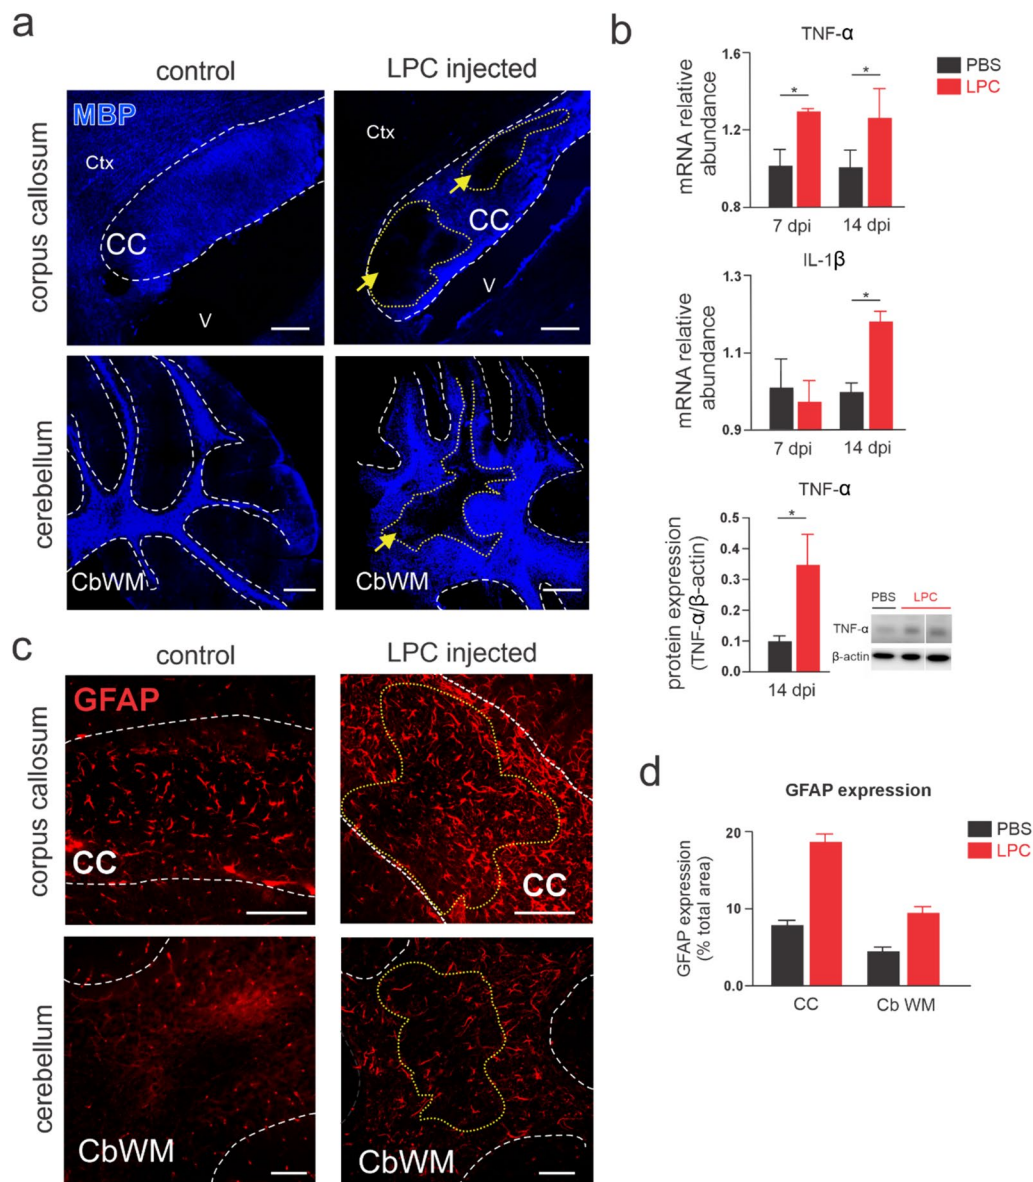 a
control
LPC injected
corpus callosum
MBP
Ctx
CC
V
Ctx
CC
V
cerebellum
CbWM
CbWM
b
TNF-α
PBS
LPC
mRNA relative
abundance
1.6
1.2
0.8
*
*
7 dpi
14 dpi
IL-1β
mRNA relative
abundance
1.3
1.1
0.9
*
7 dpi
14 dpi
TNF-α
protein expression
(TNF-α/β-actin)
0.5
0.4
0.3
0.2
0.1
0.0
*
14 dpi
PBS
LPC
TNF-α
β-actin
c
control
LPC injected
corpus callosum
GFAP
CC
CC
cerebellum
CbWM
CbWM
d
GFAP expression
PBS
LPC
GFAP expression
(% total area)
20
10
0.0
CC
Cb WM